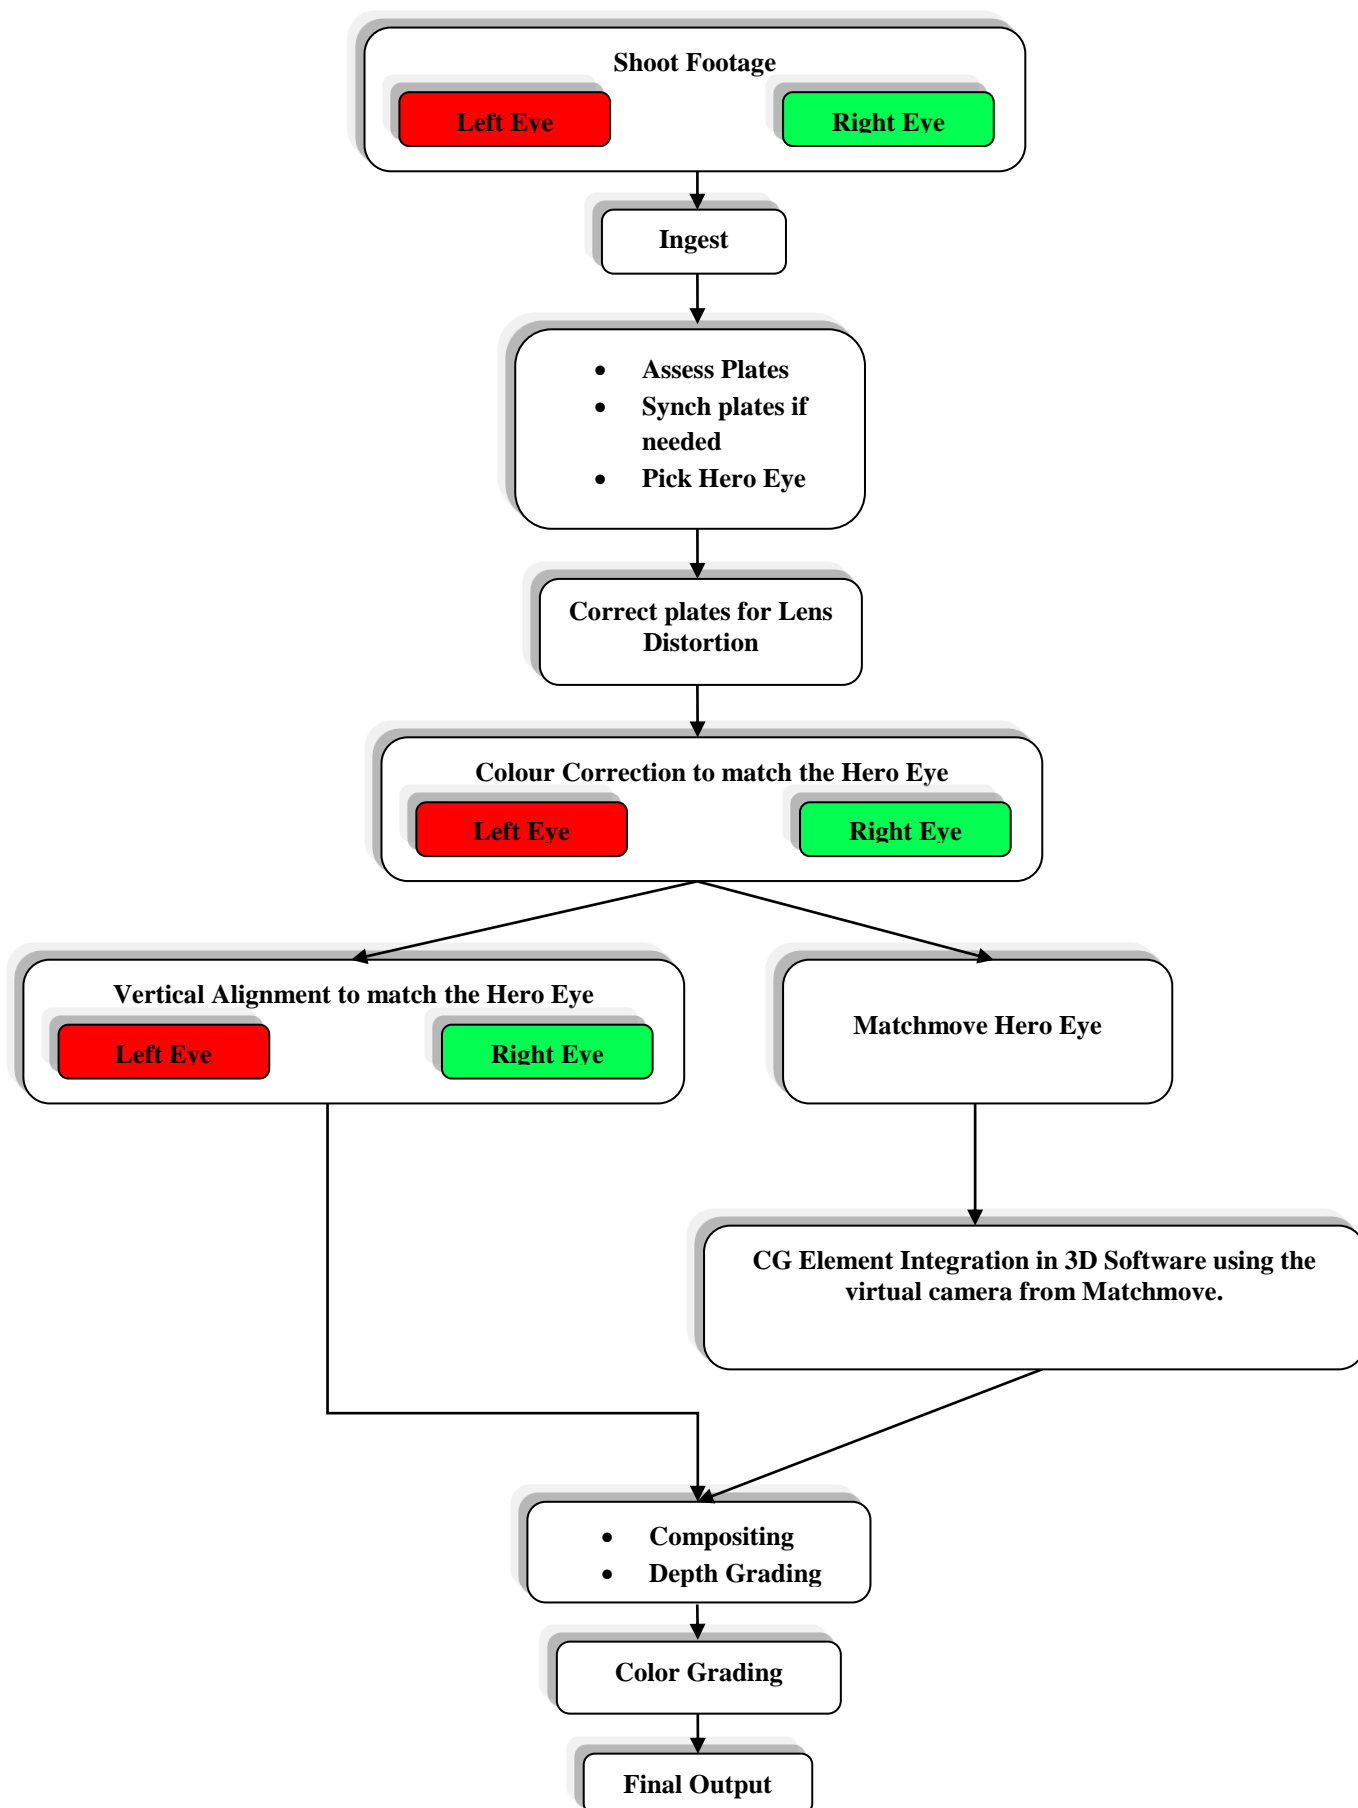 Shoot Footage
Left Eye
Right Eye
Ingest
• Assess Plates
• Synch plates if
needed
• Pick Hero Eye
Correct plates for Lens
Distortion
Colour Correction to match the Hero Eye
Left Eye
Right Eye
Vertical Alignment to match the Hero Eye
Left Eye
Right Eye
Matchmove Hero Eye
CG Element Integration in 3D Software using the
virtual camera from Matchmove.
• Compositing
• Depth Grading
Color Grading
Final Output